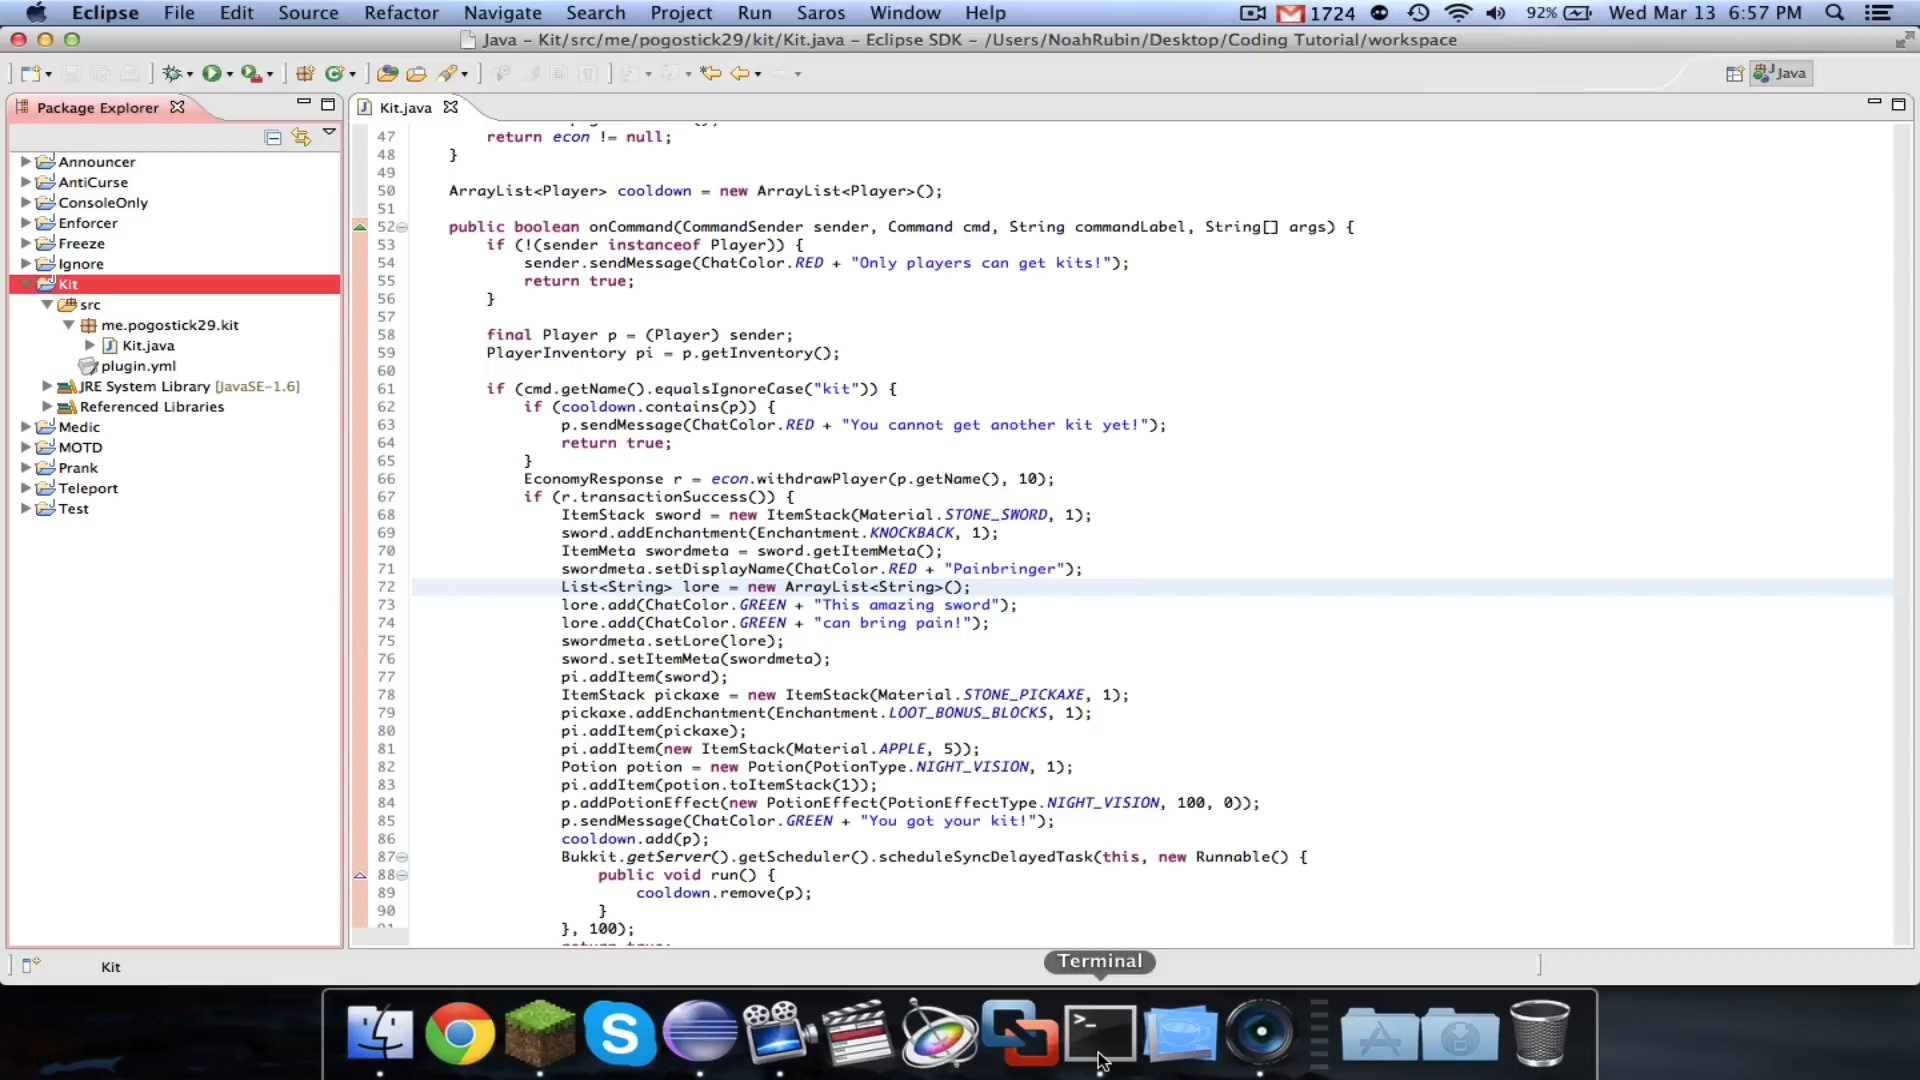 Eclipse File Edit Source Refactor Navigate Search Project Run Saros Window Help 1724 92% Wed Mar 13 6:57 PM
Java – Kit/src/me/pogostick29/kit/Kit.java – Eclipse SDK – /Users/NoahRubin/Desktop/Coding Tutorial/workspace
Java
Package Explorer
Announcer
AntiCurse
ConsoleOnly
Enforcer
Freeze
Ignore
Kit
src
me.pogostick29.kit
Kit.java
plugin.yml
JRE System Library [JavaSE-1.6]
Referenced Libraries
Medic
MOTD
Prank
Teleport
Test
Kit.java
47 return econ != null;
48 }
49
50 ArrayList<Player> cooldown = new ArrayList<Player>();
51
52 public boolean onCommand(CommandSender sender, Command cmd, String commandLabel, String[] args) {
53 if (!(sender instanceof Player)) {
54 sender.sendMessage(ChatColor.RED + "Only players can get kits!");
55 return true;
56 }
57
58 final Player p = (Player) sender;
59 PlayerInventory pi = p.getInventory();
60
61 if (cmd.getName().equalsIgnoreCase("kit")) {
62 if (cooldown.contains(p)) {
63 p.sendMessage(ChatColor.RED + "You cannot get another kit yet!");
64 return true;
65 }
66 EconomyResponse r = econ.withdrawPlayer(p.getName(), 10);
67 if (r.transactionSuccess()) {
68 ItemStack sword = new ItemStack(Material.STONE_SWORD, 1);
69 sword.addEnchantment(Enchantment.KNOCKBACK, 1);
70 ItemMeta swordmeta = sword.getItemMeta();
71 swordmeta.setDisplayName(ChatColor.RED + "Painbringer");
72 List<String> lore = new ArrayList<String>();
73 lore.add(ChatColor.GREEN + "This amazing sword");
74 lore.add(ChatColor.GREEN + "can bring pain!");
75 swordmeta.setLore(lore);
76 sword.setItemMeta(swordmeta);
77 pi.addItem(sword);
78 ItemStack pickaxe = new ItemStack(Material.STONE_PICKAXE, 1);
79 pickaxe.addEnchantment(Enchantment.LOOT_BONUS_BLOCKS, 1);
80 pi.addItem(pickaxe);
81 pi.addItem(new ItemStack(Material.APPLE, 5));
82 Potion potion = new Potion(PotionType.NIGHT_VISION, 1);
83 pi.addItem(potion.toItemStack(1));
84 p.addPotionEffect(new PotionEffect(PotionEffectType.NIGHT_VISION, 100, 0));
85 p.sendMessage(ChatColor.GREEN + "You got your kit!");
86 cooldown.add(p);
87 Bukkit.getServer().getScheduler().scheduleSyncDelayedTask(this, new Runnable() {
88 public void run() {
89 cooldown.remove(p);
90 }
}, 100);
Kit
Terminal